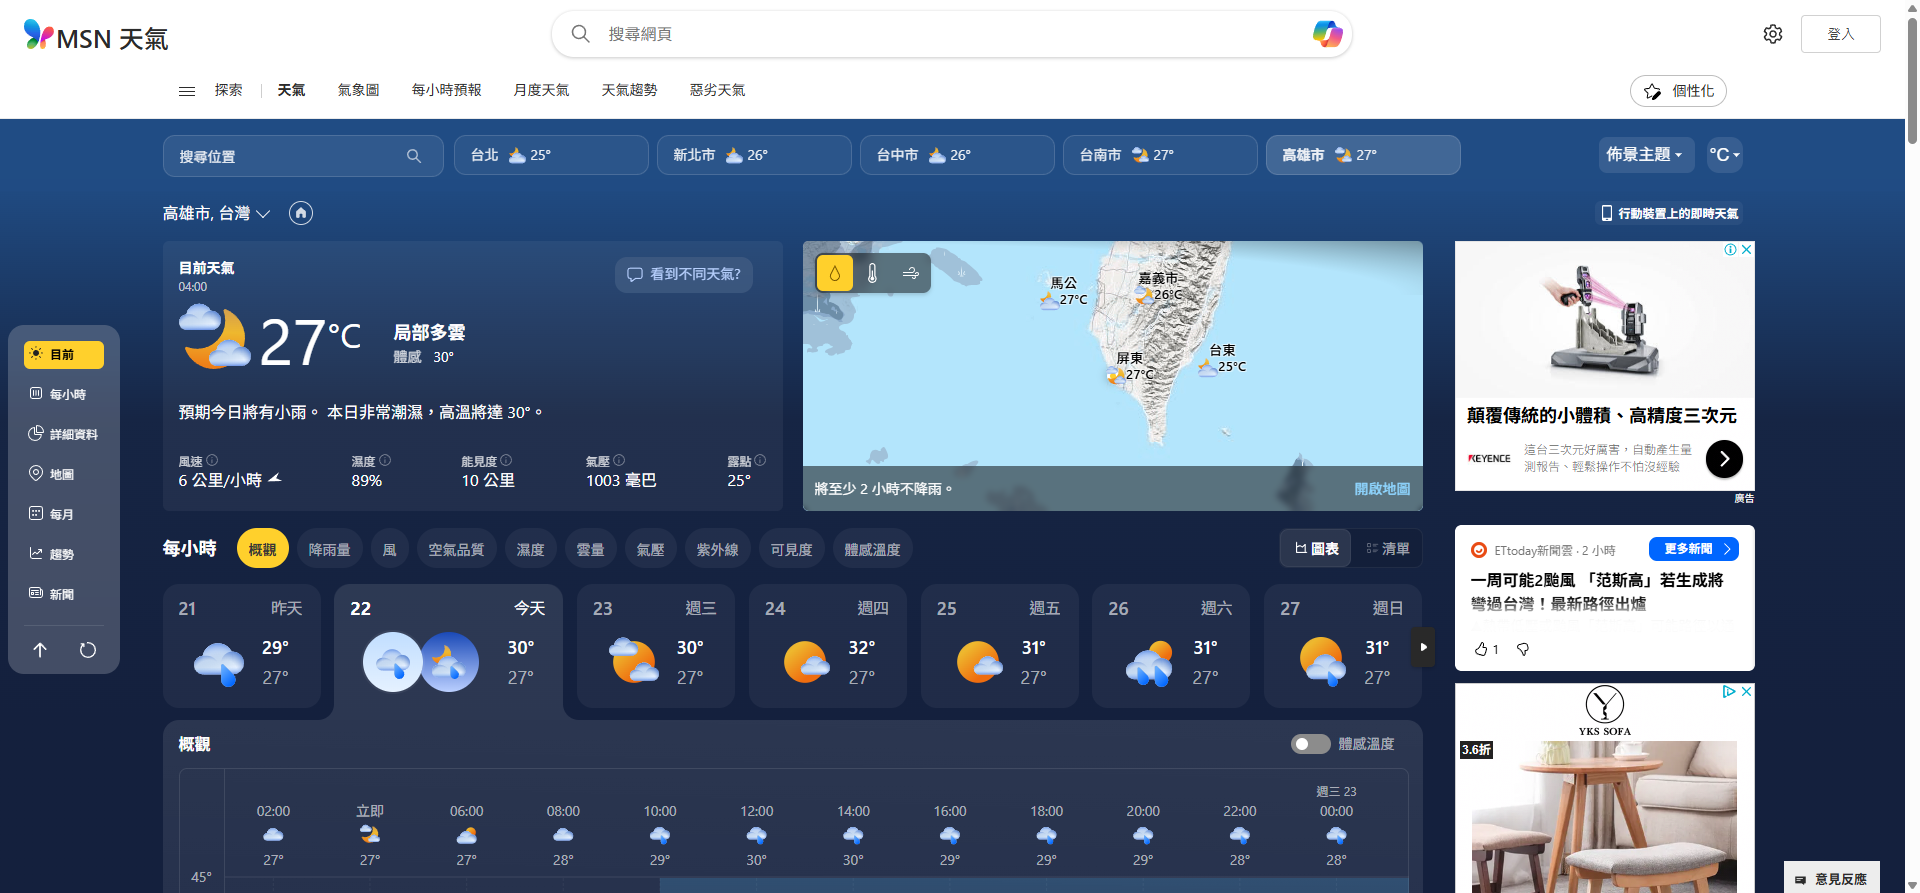 MSN 天氣
搜尋網頁
登入
探索
天氣
氣象圖
每小時預報
月度天氣
天氣趨勢
惡劣天氣
個性化
搜尋位置
台北 25°
新北市 26°
台中市 26°
台南市 27°
高雄市 27°
佈景主題
°C
高雄市, 台灣
行動裝置上的即時天氣
目前
每小時
詳細資料
地圖
每月
趨勢
新聞
目前天氣
04:00
看到不同天氣?
27°C
局部多雲
體感 30°
預期今日將有小雨。 本日非常潮濕，高溫將達 30°。
風速
6 公里/小時
濕度
89%
能見度
10 公里
氣壓
1003 毫巴
露點
25°
馬公
27°C
嘉義市
26°C
屏東
27°C
台東
25°C
將至少 2 小時不降雨。
開啟地圖
顛覆傳統的小體積、高精度三次元
KEYENCE
這台三次元好厲害，自動產生量
測報告、輕鬆操作不怕沒經驗
廣告
每小時
概觀
降雨量
風
空氣品質
濕度
雲量
氣壓
紫外線
可見度
體感溫度
圖表
清單
21 昨天
29°
27°
22 今天
30°
27°
23 週三
30°
27°
24 週四
32°
27°
25 週五
31°
27°
26 週六
31°
27°
27 週日
31°
27°
ETtoday新聞雲 · 2 小時
更多新聞
一周可能2颱風 「范斯高」若生成將
彎過台灣！最新路徑出爐
1
YKS SOFA
3.6折
概觀
體感溫度
週三 23
02:00 立即 06:00 08:00 10:00 12:00 14:00 16:00 18:00 20:00 22:00 00:00
27° 27° 27° 28° 29° 30° 30° 29° 29° 29° 28° 28°
45°
意見反應